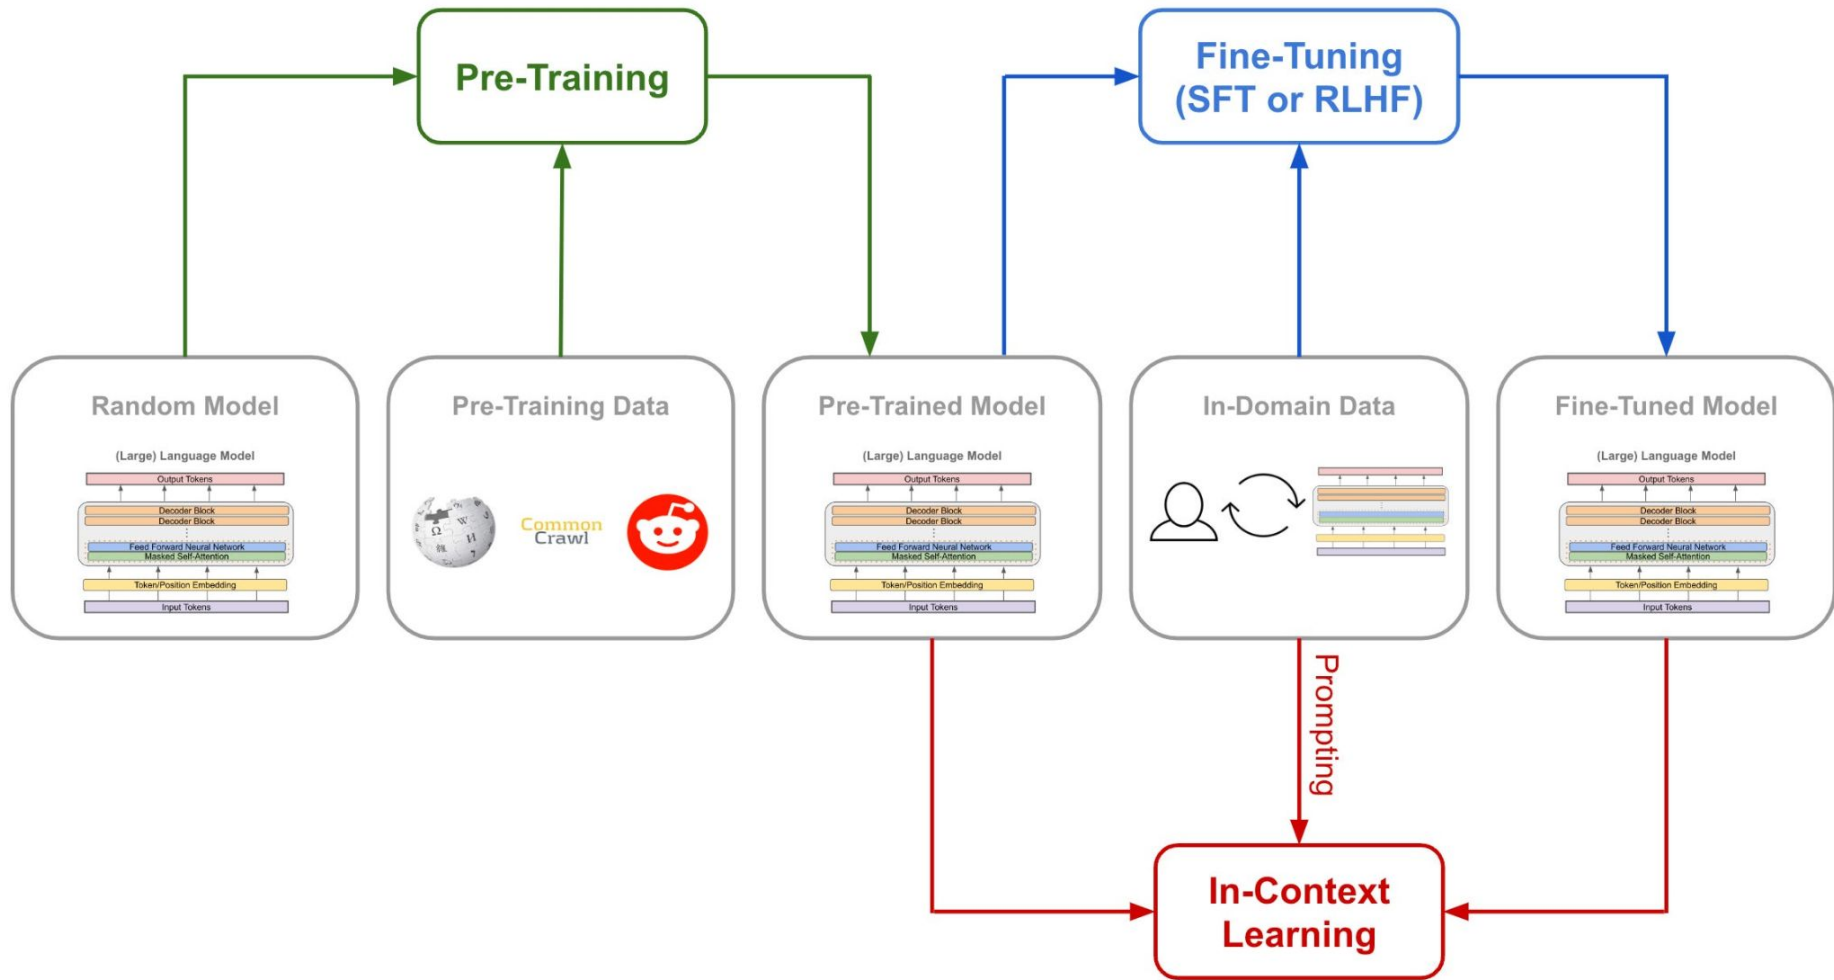 Pre-Training
Fine-Tuning
(SFT or RLHF)
Random Model
(Large) Language Model
Output Tokens
Decoder Block
Decoder Block
Feed Forward Neural Network
Masked Self-Attention
Token/Position Embedding
Input Tokens
Pre-Training Data
Ω
W
И
Common
Crawl
Pre-Trained Model
(Large) Language Model
Output Tokens
Decoder Block
Decoder Block
Feed Forward Neural Network
Masked Self-Attention
Token/Position Embedding
Input Tokens
In-Domain Data
Fine-Tuned Model
(Large) Language Model
Output Tokens
Decoder Block
Decoder Block
Feed Forward Neural Network
Masked Self-Attention
Token/Position Embedding
Input Tokens
Prompting
In-Context
Learning